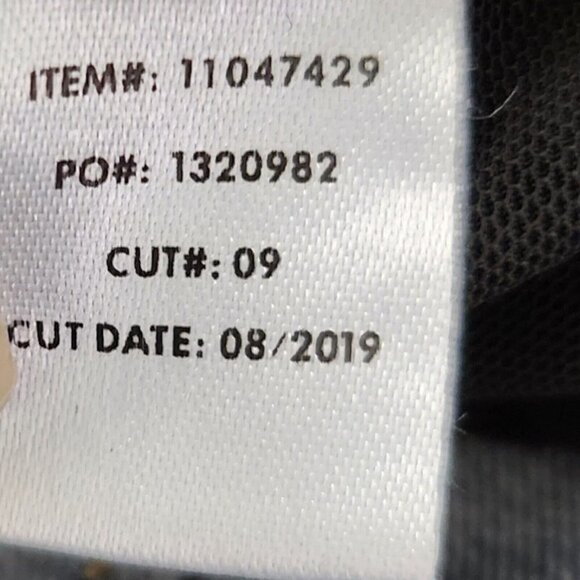 ITEM#: 11047429
PO#: 1320982
CUT#: 09
CUT DATE: 08/2019